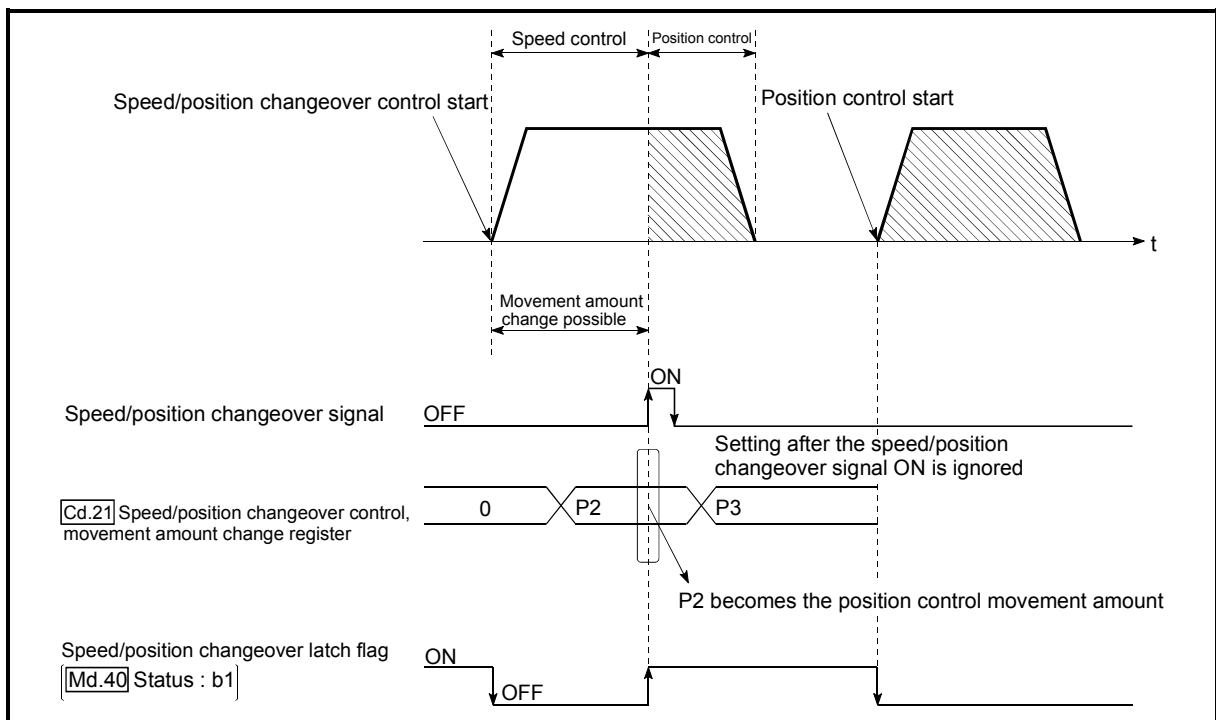 Speed control
Position control
Speed/position changeover control start
Position control start
t
Movement amount
change possible
ON
Speed/position changeover signal
OFF
Setting after the speed/position
changeover signal ON is ignored
Cd.21 Speed/position changeover control,
movement amount change register
0
P2
P3
P2 becomes the position control movement amount
Speed/position changeover latch flag
Md.40 Status : b1
ON
OFF